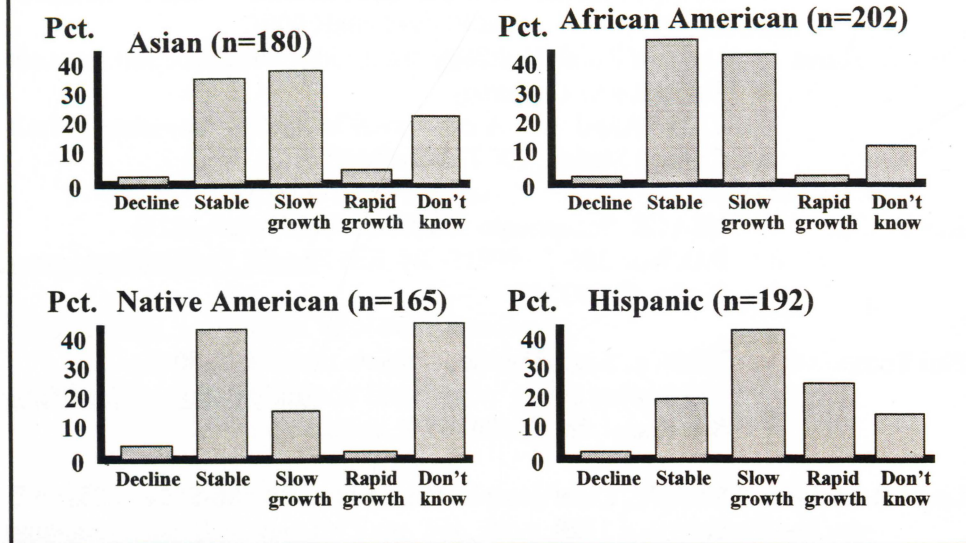 Pct. Asian (n=180)
40
30
20
10
0
Decline Stable Slow growth Rapid growth Don't know
Pct. African American (n=202)
40
30
20
10
0
Decline Stable Slow growth Rapid growth Don't know
Pct. Native American (n=165)
40
30
20
10
0
Decline Stable Slow growth Rapid growth Don't know
Pct. Hispanic (n=192)
40
30
20
10
0
Decline Stable Slow growth Rapid growth Don't know